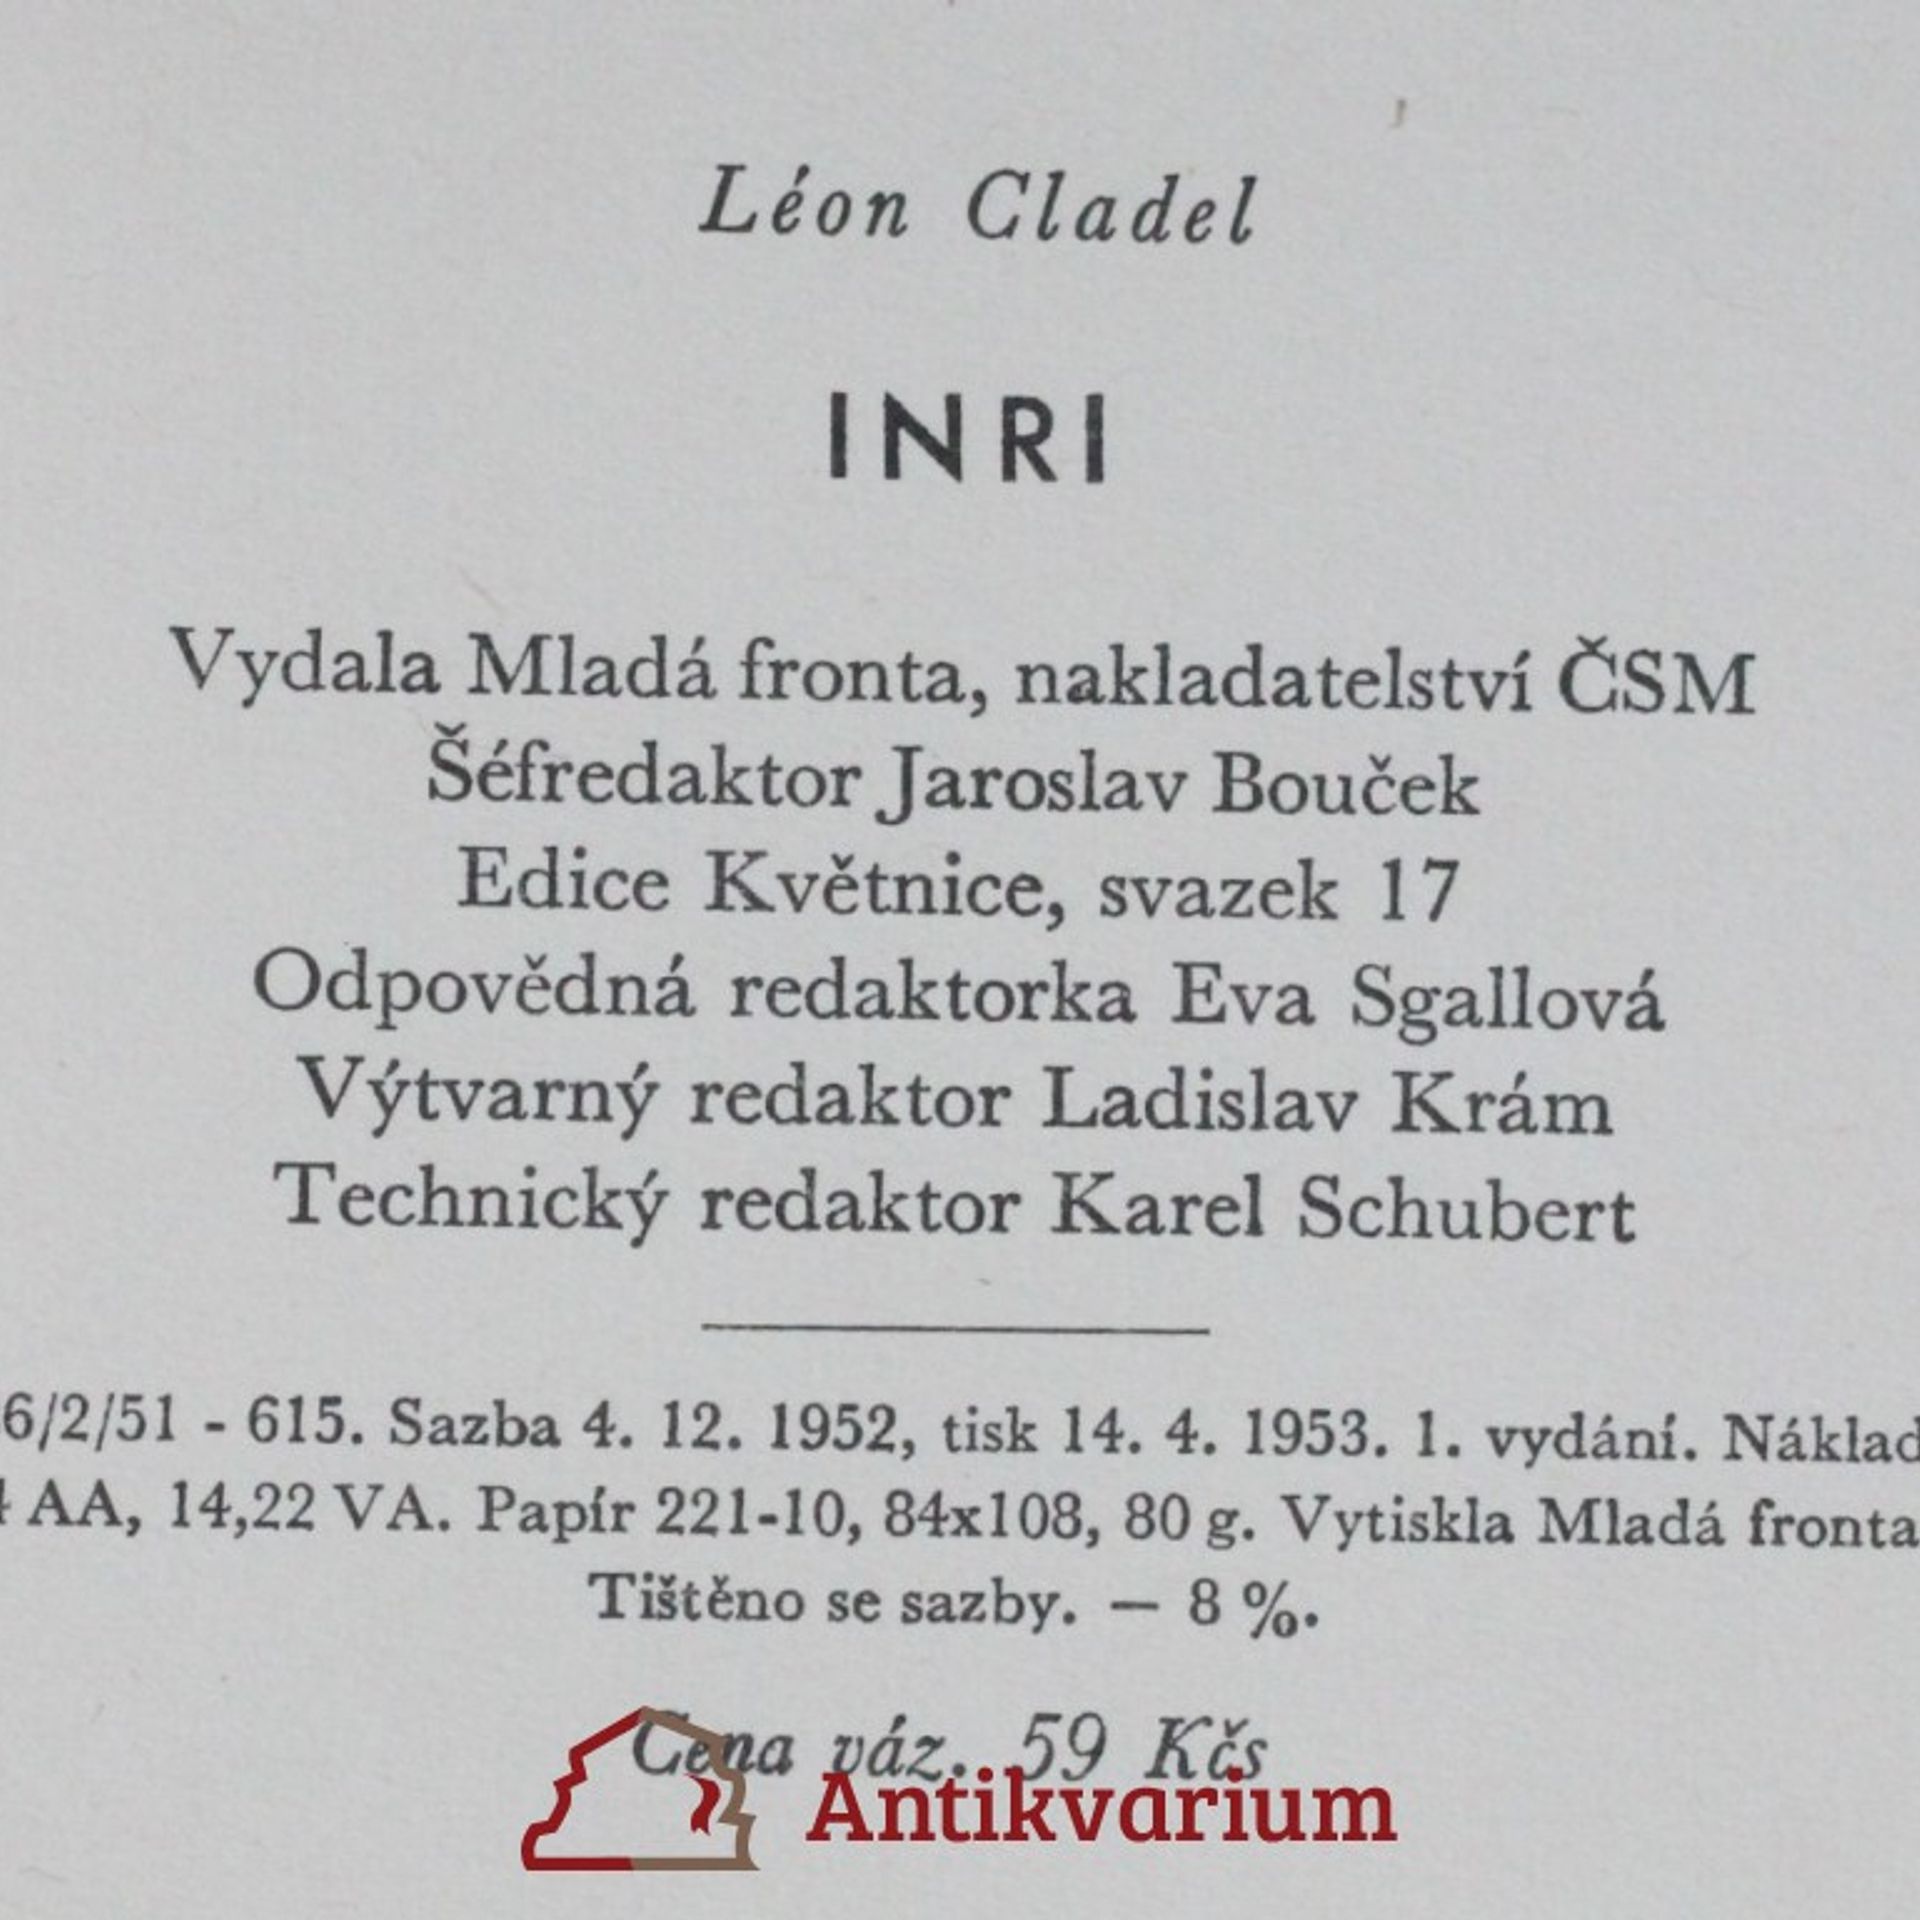 Léon Cladel
INRI
Vydala Mladá fronta, nakladatelství ČSM
Šéfredaktor Jaroslav Bouček
Edice Květnice, svazek 17
Odpovědná redaktorka Eva Sgallová
Výtvarný redaktor Ladislav Krám
Technický redaktor Karel Schubert
6/2/51 - 615. Sazba 4. 12. 1952, tisk 14. 4. 1953. 1. vydání. Náklad
AA, 14,22 VA. Papír 221-10, 84x108, 80 g. Vytiskla Mladá fronta
Tištěno se sazby. — 8 %.
Cena váz. 59 Kčs
Antikvarium